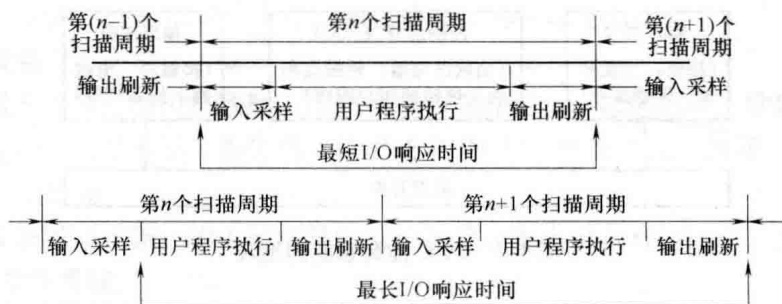 第(n−1)个 第n个扫描周期 第(n+1)个
扫描周期 扫描周期
输出刷新 输入采样
输入采样 用户程序执行 输出刷新
最短I/O响应时间
第n个扫描周期 第n+1个扫描周期
输入采样 用户程序执行 输出刷新 输入采样 用户程序执行 输出刷新
最长I/O响应时间